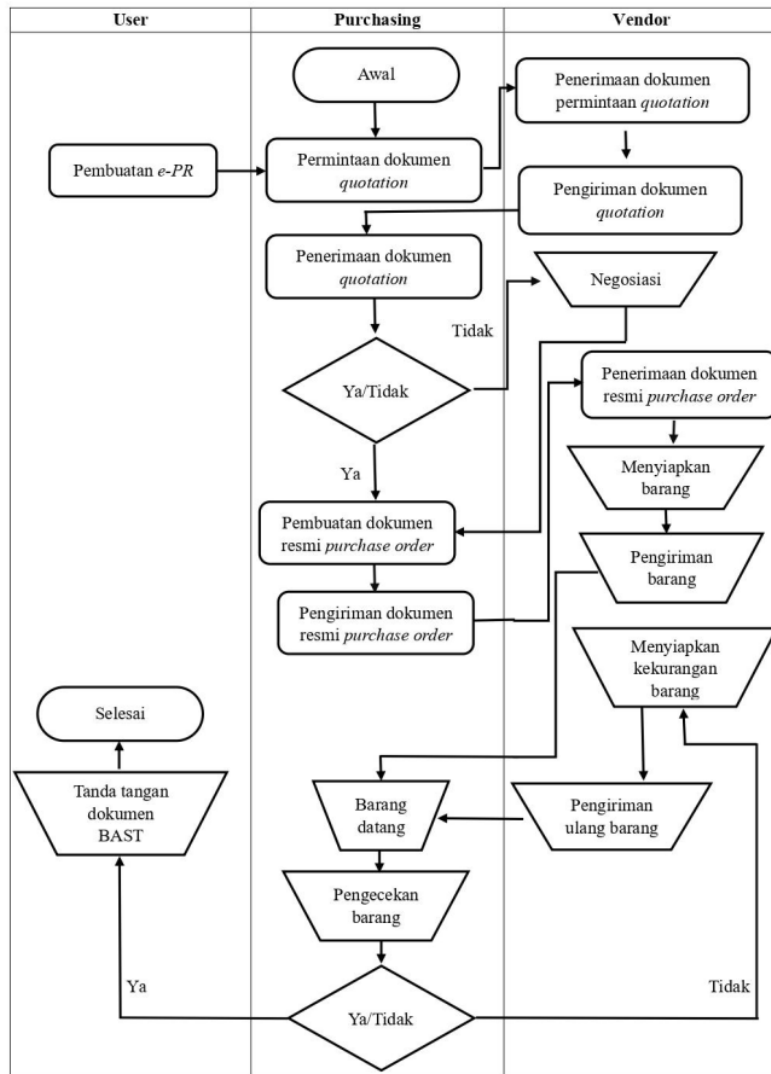 User
Purchasing
Vendor
Awal
Penerimaan dokumen
permintaan quotation
Pembuatan e-PR
Permintaan dokumen
quotation
Pengiriman dokumen
quotation
Penerimaan dokumen
quotation
Negosiasi
Tidak
Ya/Tidak
Penerimaan dokumen
resmi purchase order
Ya
Menyiapkan
barang
Pembuatan dokumen
resmi purchase order
Pengiriman
barang
Pengiriman dokumen
resmi purchase order
Menyiapkan
kekurangan
barang
Selesai
Tanda tangan
dokumen
BAST
Barang
datang
Pengiriman
ulang barang
Pengecekan
barang
Ya
Tidak
Ya/Tidak